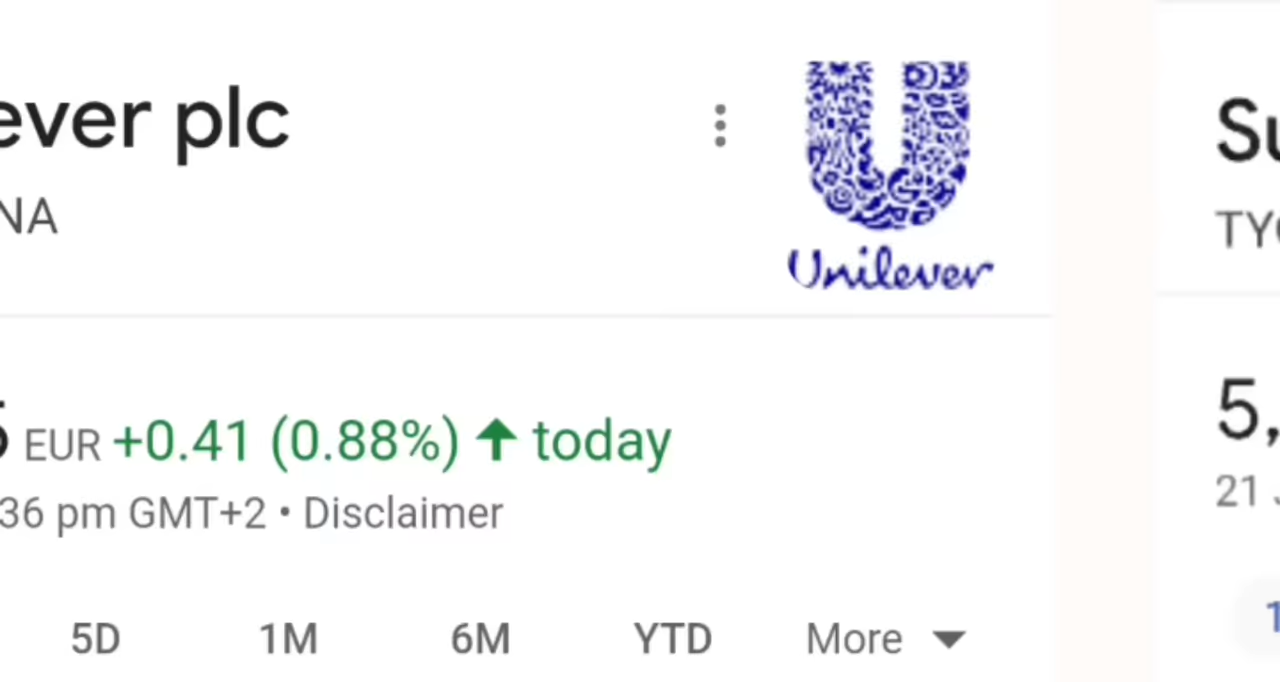 ever plc
NA
Unilever
EUR +0.41 (0.88%) ↑ today
36 pm GMT+2 • Disclaimer
5D 1M 6M YTD More
Su
TY
5,
21